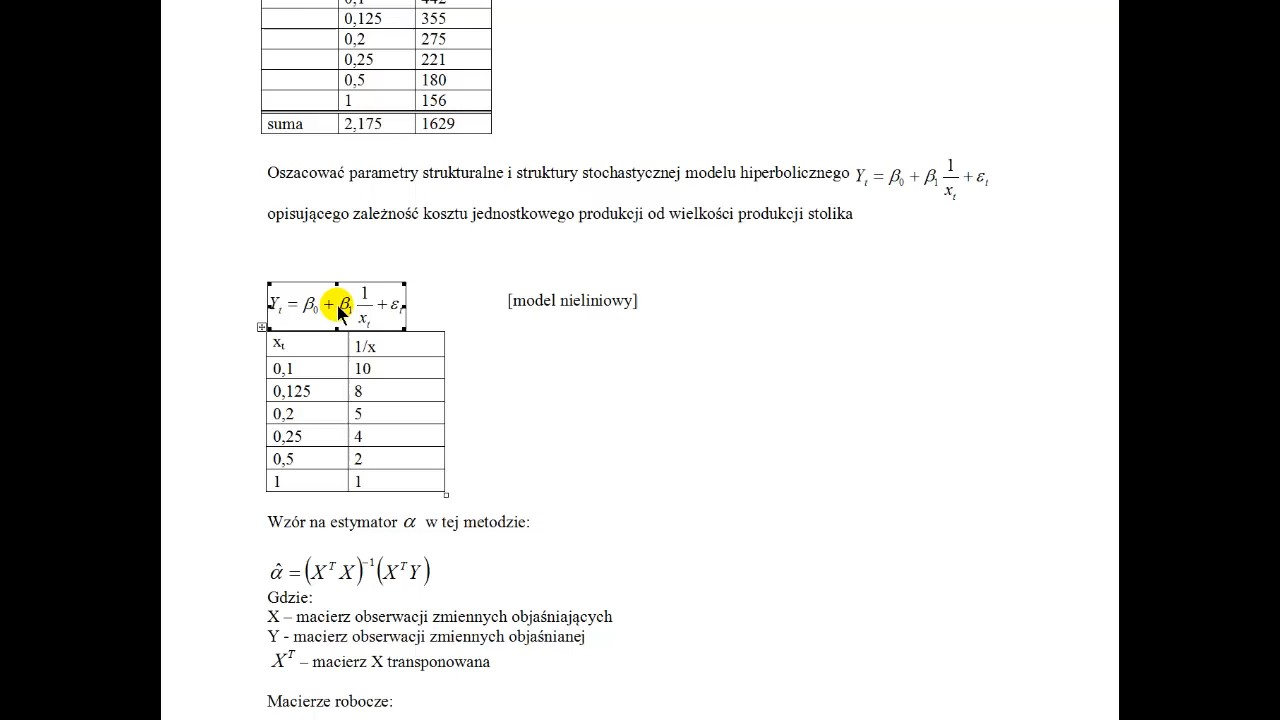 0,125 355
0,2 275
0,25 221
0,5 180
1 156
suma 2,175 1629
Oszacować parametry strukturalne i struktury stochastycznej modelu hiperbolicznego Y_t = β_0 + β_1 1/x_t + ε_t
opisującego zależność kosztu jednostkowego produkcji od wielkości produkcji stolika
Y_t = β_0 + β_1 1/x_t + ε_t [model nieliniowy]
x_t 1/x
0,1 10
0,125 8
0,2 5
0,25 4
0,5 2
1 1
Wzór na estymator α w tej metodzie:
α̂ = (X^T X)^-1 (X^T Y)
Gdzie:
X – macierz obserwacji zmiennych objaśniających
Y - macierz obserwacji zmiennych objaśnianej
X^T – macierz X transponowana
Macierze robocze: